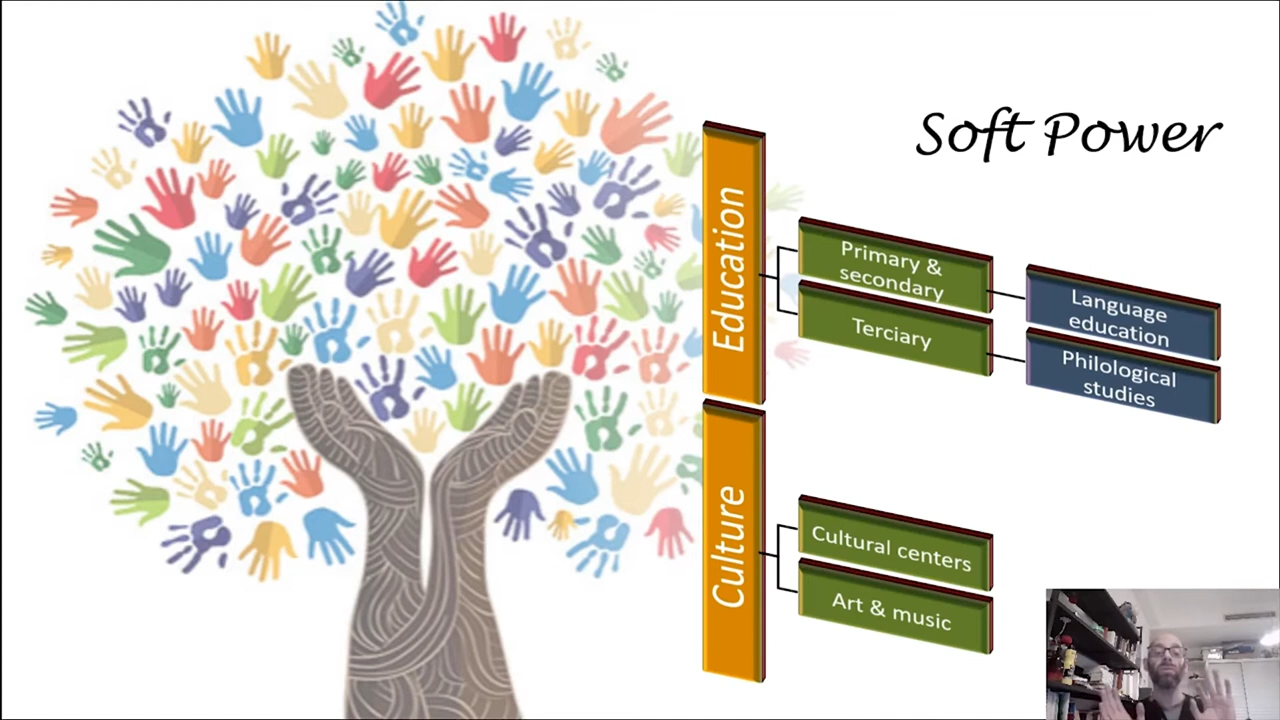 Soft Power
Education
Primary &
secondary
Terciary
Language
education
Philological
studies
Culture
Cultural centers
Art & music